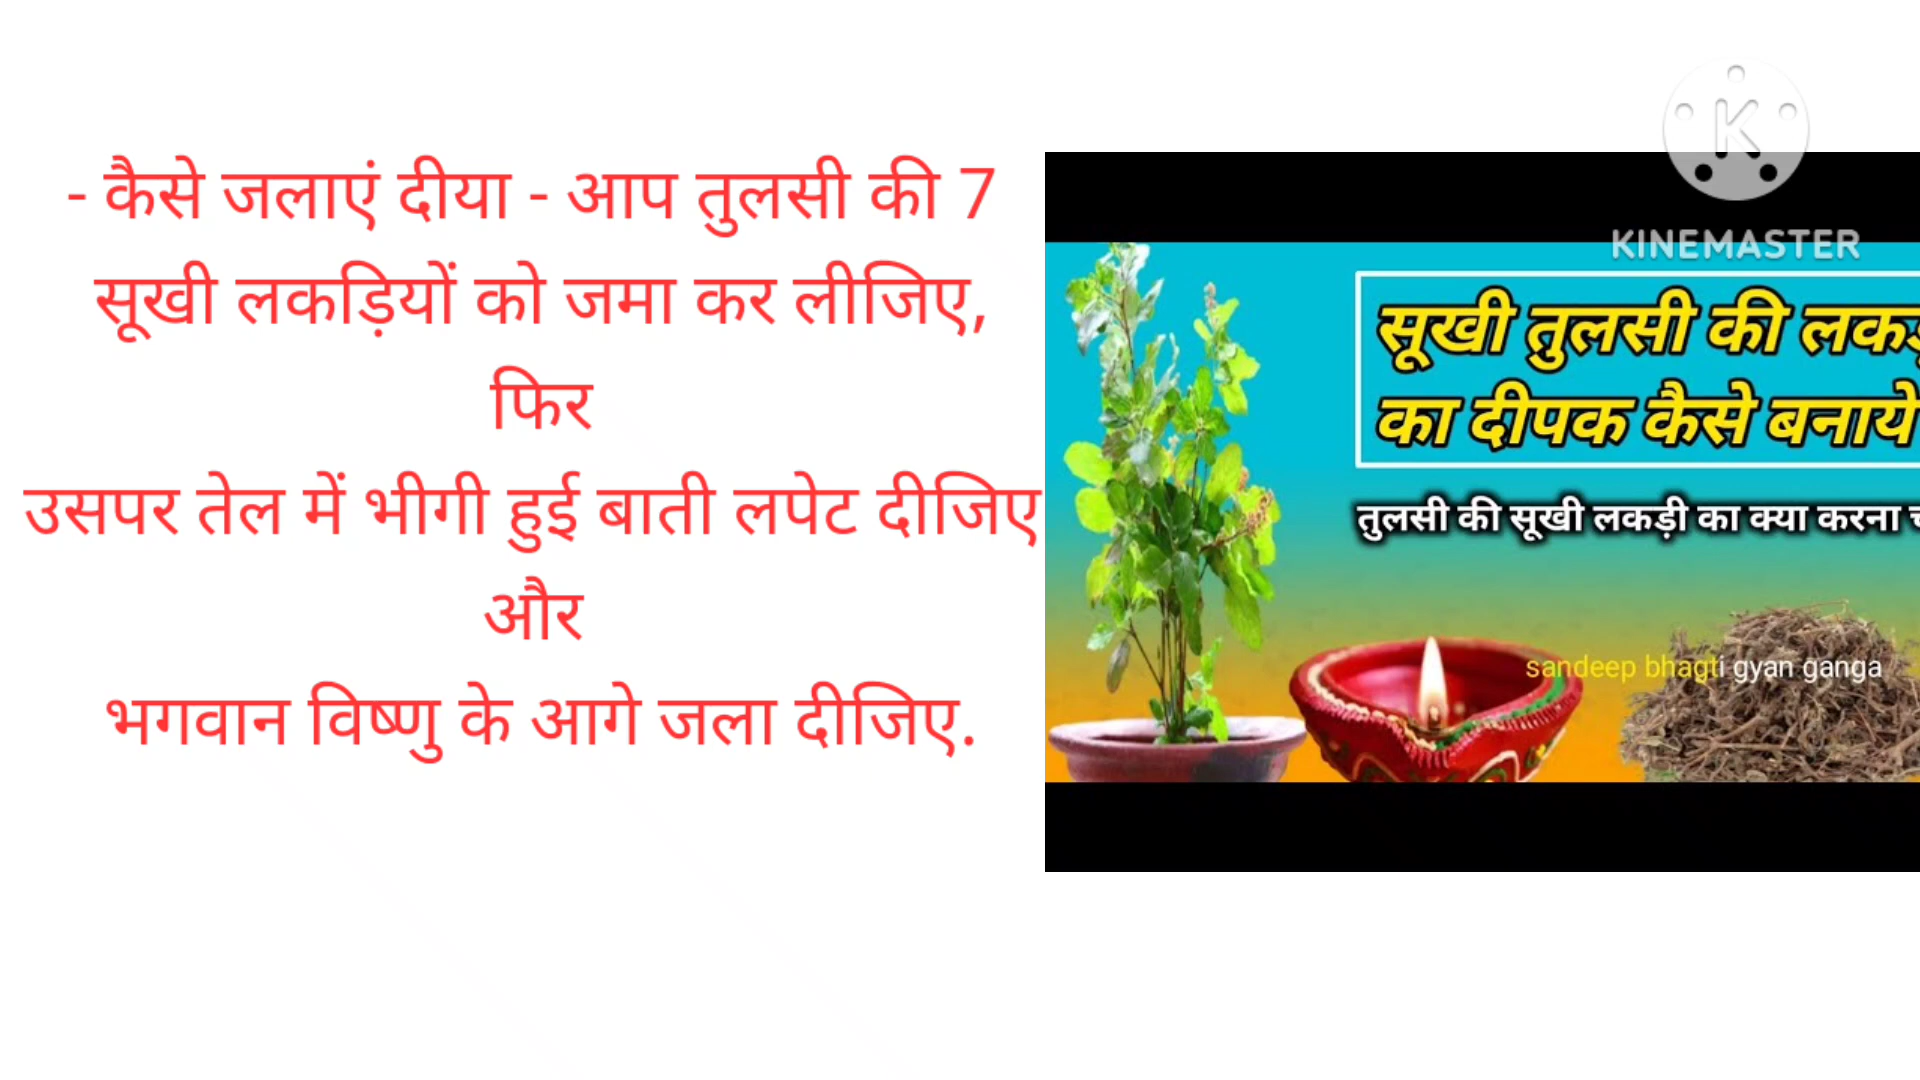 - कैसे जलाएं दीया - आप तुलसी की 7
सूखी लकड़ियों को जमा कर लीजिए,
फिर
उसपर तेल में भीगी हुई बाती लपेट दीजिए
और
भगवान विष्णु के आगे जला दीजिए.
KINEMASTER
सूखी तुलसी की
का दीपक कैसे बनाये
तुलसी की सूखी लकड़ी का क्या करना
sandeep bhagti gyan ganga